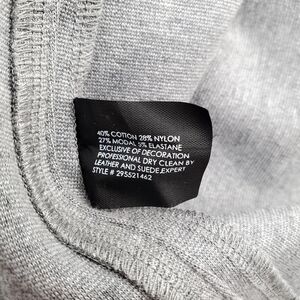 40% COTTON 28% NYLON
27% MODAL 5% ELASTANE
EXCLUSIVE OF DECORATION
PROFESSIONAL DRY CLEAN BY
LEATHER AND SUEDE EXPERT
STYLE # 295521462